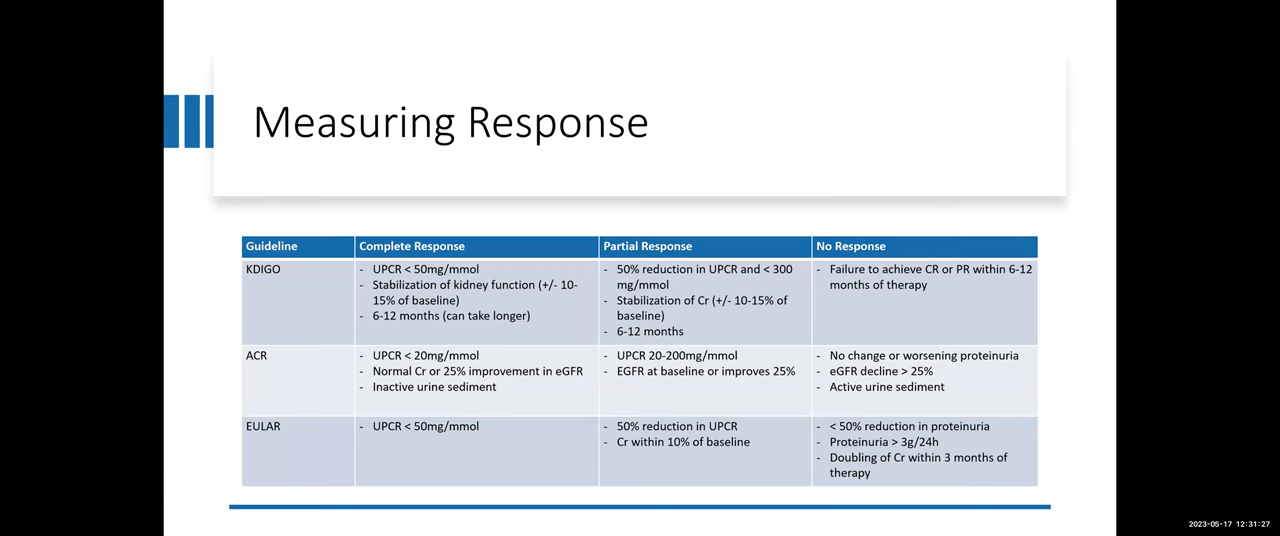 Measuring Response
Guideline
Complete Response
Partial Response
No Response
KDIGO
- UPCR < 50mg/mmol
- Stabilization of kidney function (+/- 10-
15% of baseline)
- 6-12 months (can take longer)
- 50% reduction in UPCR and < 300
mg/mmol
- Stabilization of Cr (+/- 10-15% of
baseline)
- 6-12 months
- Failure to achieve CR or PR within 6-12
months of therapy
ACR
- UPCR < 20mg/mmol
- Normal Cr or 25% improvement in eGFR
- Inactive urine sediment
- UPCR 20-200mg/mmol
- EGFR at baseline or improves 25%
- No change or worsening proteinuria
- eGFR decline > 25%
- Active urine sediment
EULAR
- UPCR < 50mg/mmol
- 50% reduction in UPCR
- Cr within 10% of baseline
- < 50% reduction in proteinuria
- Proteinuria > 3g/24h
- Doubling of Cr within 3 months of
therapy
2023-05-17 12:31:27